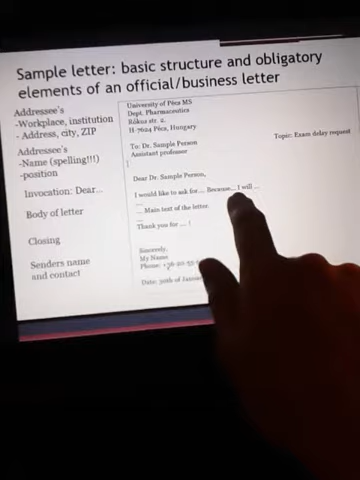 Sample letter: basic structure and obligatory
elements of an official/business letter
Addressee's
-Workplace, institution
- Address, city, ZIP
Addressee's
-Name (spelling!!!)
-position
Invocation: Dear...
Body of letter
Closing
Senders name
and contact
University of Pécs MS
Dept. Pharmaceutics
Rókus str. 2.
H-7624 Pécs, Hungary
To: Dr. Sample Person
Assistant professor
Topic: Exam delay request
Dear Dr. Sample Person,
I would like to ask for... Because... I will ...
...
... Main text of the letter.
Thank you for ... !
Sincerely,
My Name
Phone:
Date: 30th of